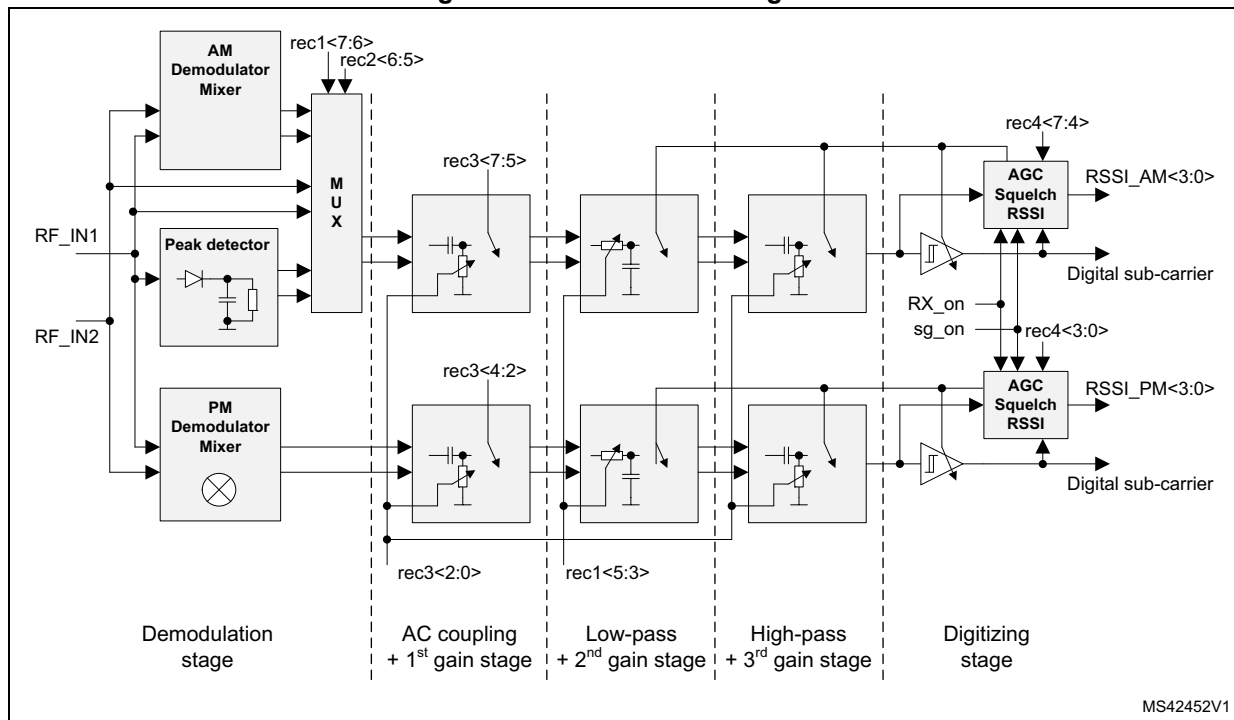 rec1<7:6>
rec2<6:5>
AM
Demodulator
Mixer
M
U
X
rec3<7:5>
rec4<7:4>
AGC
Squelch
RSSI
RSSI_AM<3:0>
RF_IN1
Peak detector
Digital sub-carrier
RX_on
RF_IN2
sg_on
rec4<3:0>
rec3<4:2>
PM
Demodulator
Mixer
AGC
Squelch
RSSI
RSSI_PM<3:0>
Digital sub-carrier
rec3<2:0>
rec1<5:3>
Demodulation
stage
AC coupling
+ 1st gain stage
Low-pass
+ 2nd gain stage
High-pass
+ 3rd gain stage
Digitizing
stage
MS42452V1